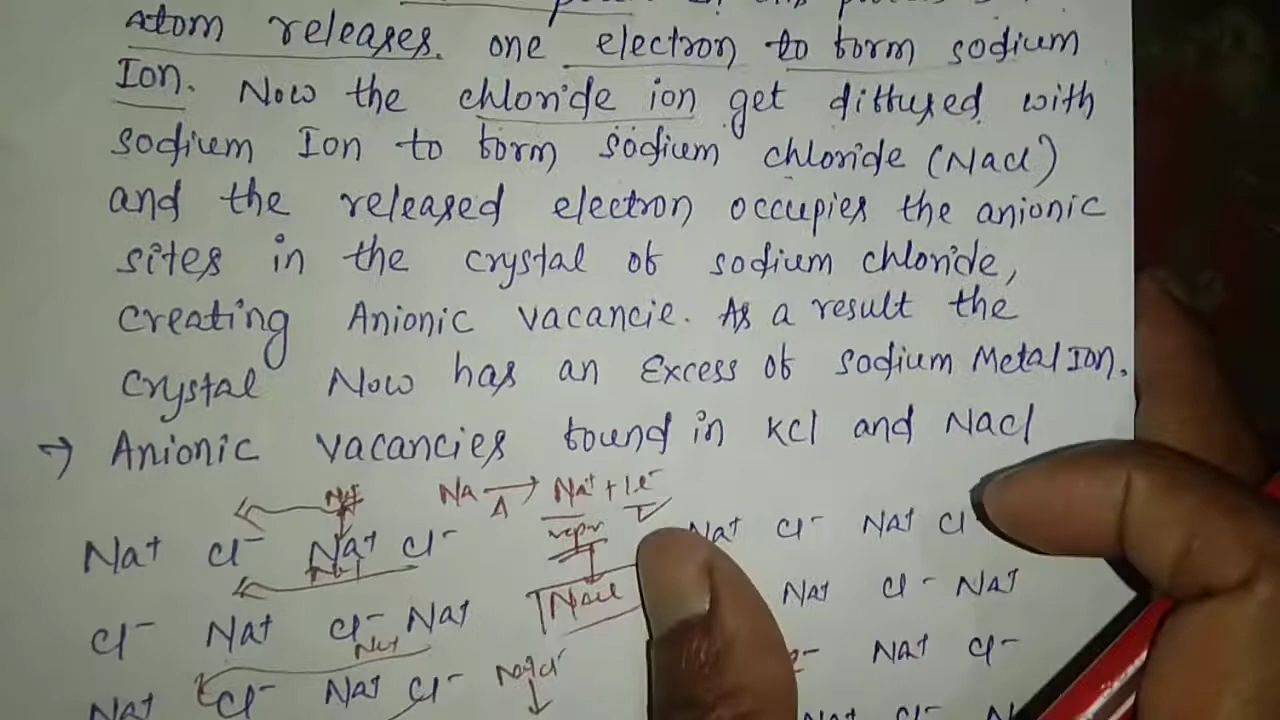 atom releases. one electron to form sodium
Ion. Now the chloride ion get diffused with
sodium Ion to form sodium chloride (Nacl)
and the released electron occupies the anionic
sites in the crystal of sodium chloride,
creating Anionic vacancie. As a result the
crystal Now has an Excess of sodium Metal Ion.
→ Anionic vacancies found in Kcl and Nacl
Na → Na+ + 1e-
Δ
Na+ Cl- Na+ Cl-
Na+ Cl- Na+ Cl
Nacl
Na+ Cl- Na+
Cl- Na+ Cl- Na+
e- Na+ Cl-
Na+ Cl- Na+ Cl-
Na+ Cl-